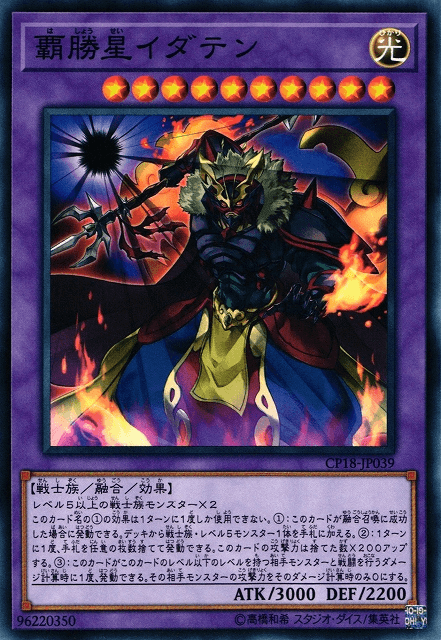 覇勝星イダテン
光
CP18-JP039
【戦士族／融合／効果】
レベル５以上の戦士族モンスター×２
このカード名の①の効果は１ターンに１度しか使用できない。①：このカードが融合召喚に成功
した場合に発動できる。デッキから戦士族・レベル５モンスター１体を手札に加える。②：１ターン
に１度、手札を任意の枚数捨てて発動できる。このカードの攻撃力は捨てた数×２００アップ
する。③：このカードがこのカードのレベル以下のレベルを持つ相手モンスターと戦闘を行うダメー
ジ計算時に１度、発動できる。その相手モンスターの攻撃力をそのダメージ計算時のみ０にする。
ATK/3000 DEF/2200
96220350
©高橋和希 スタジオ・ダイス/集英社